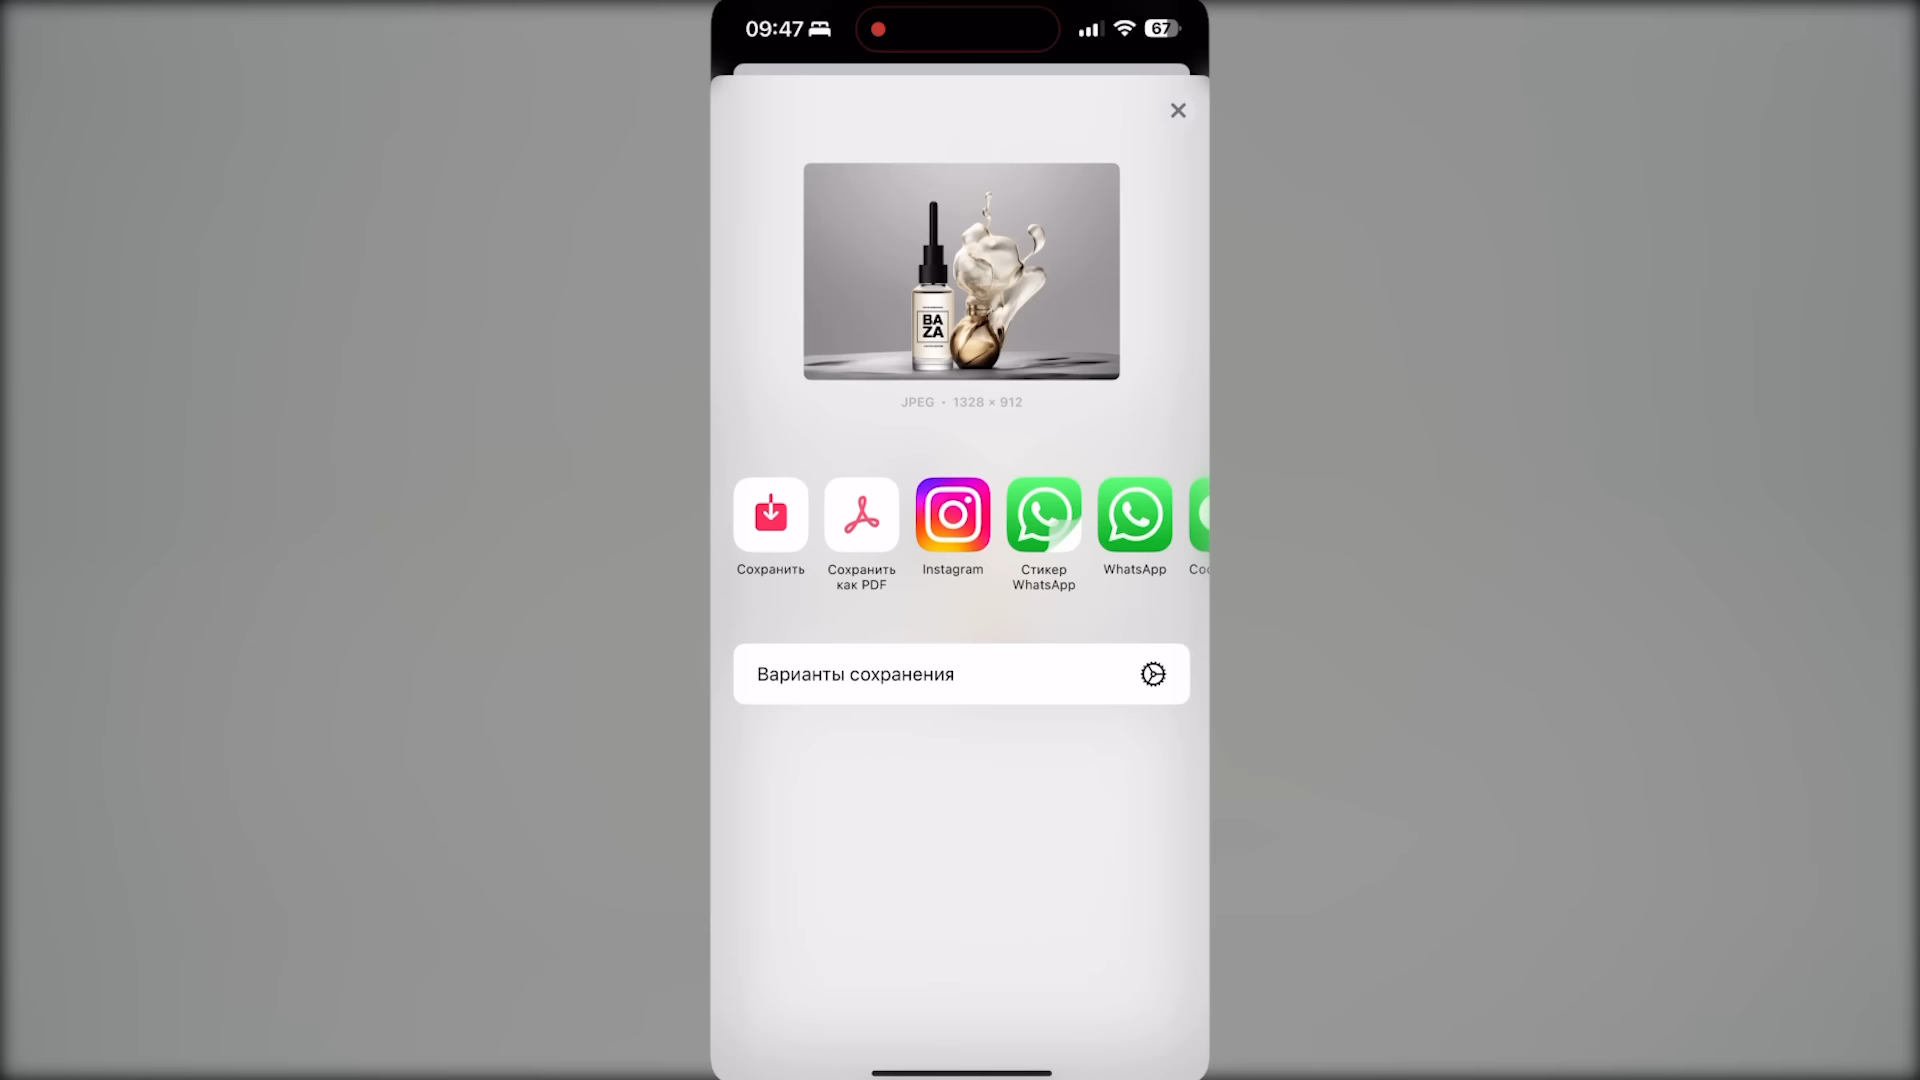 09:47
67
BA
ZA
JPEG • 1328 × 912
Сохранить
Сохранить
как PDF
Instagram
Стикер
WhatsApp
WhatsApp
Варианты сохранения